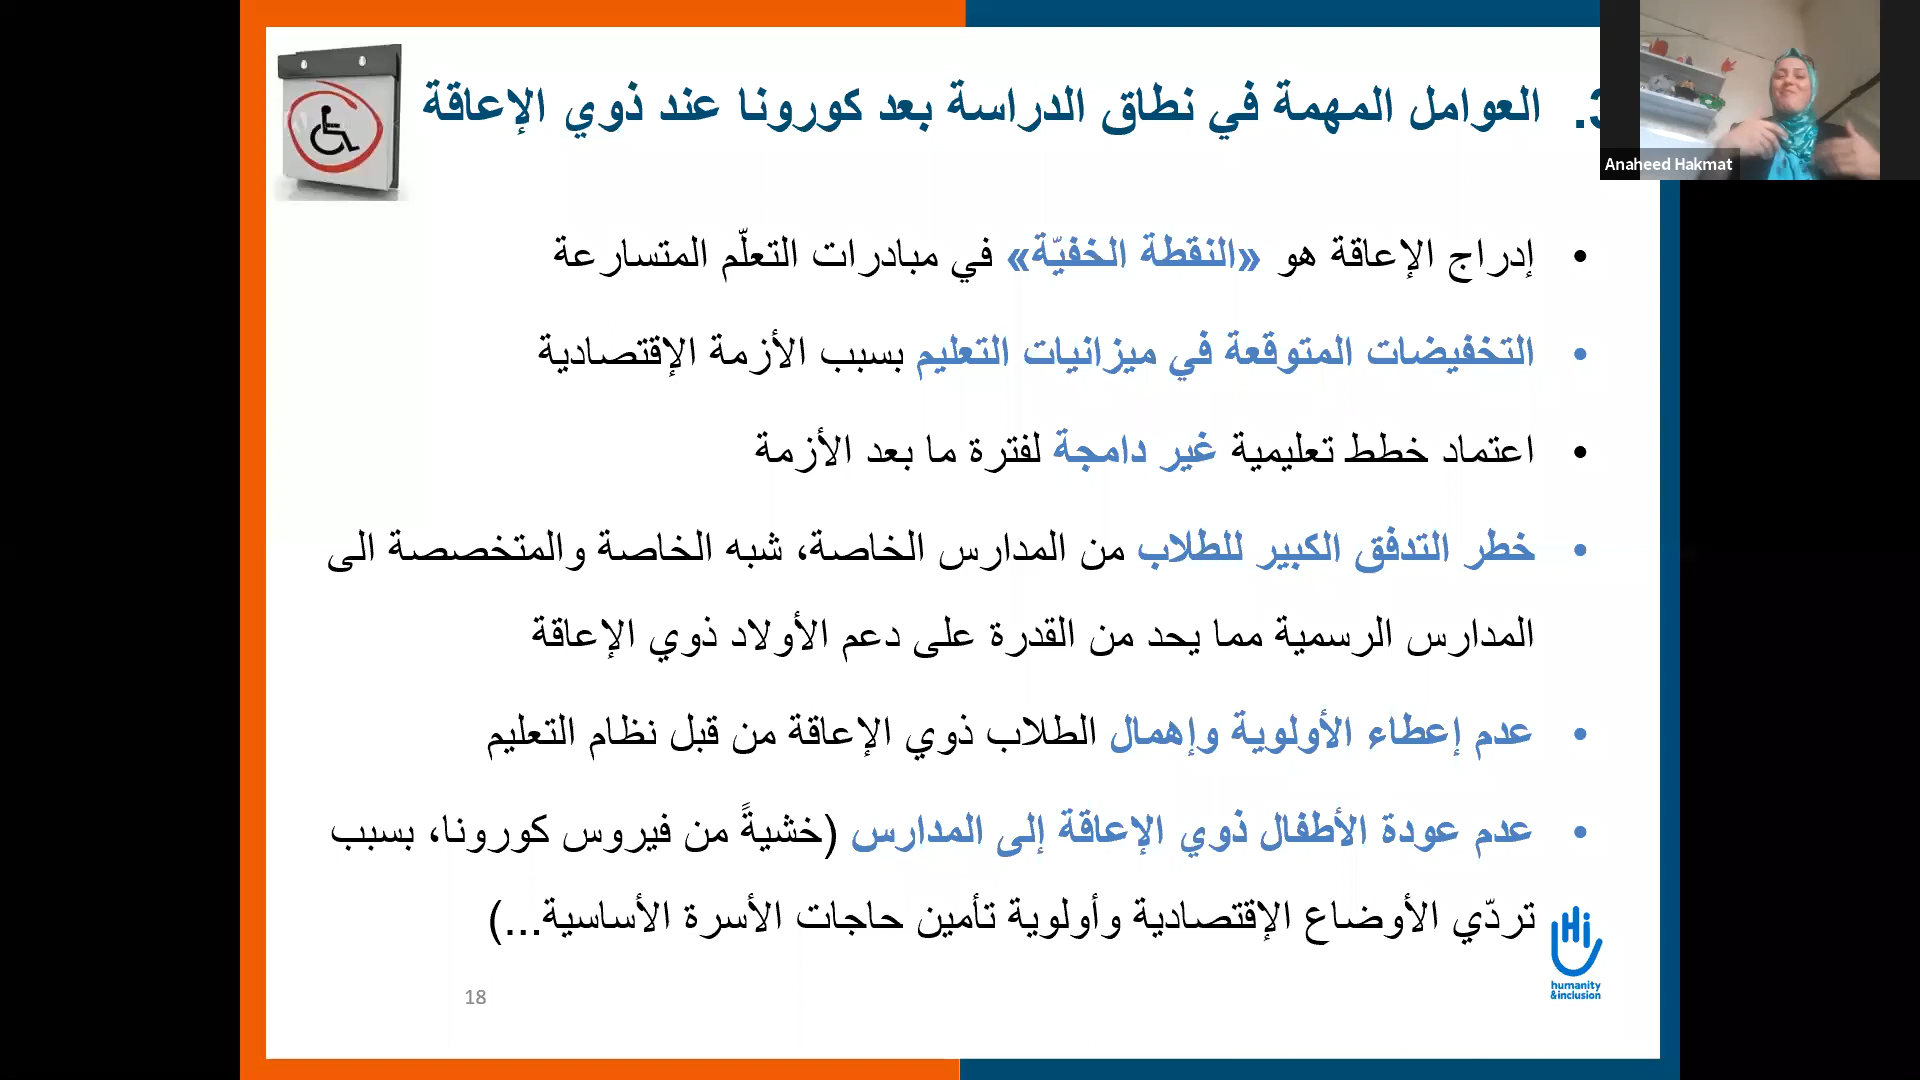 3. العوامل المهمة في نطاق الدراسة بعد كورونا عند ذوي الإعاقة
Anaheed Hakmat
• إدراج الإعاقة هو «النقطة الخفيّة» في مبادرات التعلّم المتسارعة
• التخفيضات المتوقعة في ميزانيات التعليم بسبب الأزمة الإقتصادية
• اعتماد خطط تعليمية غير دامجة لفترة ما بعد الأزمة
• خطر التدفق الكبير للطلاب من المدارس الخاصة، شبه الخاصة والمتخصصة الى
المدارس الرسمية مما يحد من القدرة على دعم الأولاد ذوي الإعاقة
• عدم إعطاء الأولوية وإهمال الطلاب ذوي الإعاقة من قبل نظام التعليم
• عدم عودة الأطفال ذوي الإعاقة إلى المدارس (خشيةً من فيروس كورونا، بسبب
تردّي الأوضاع الإقتصادية وأولوية تأمين حاجات الأسرة الأساسية...)
Hi
humanity
&inclusion
18